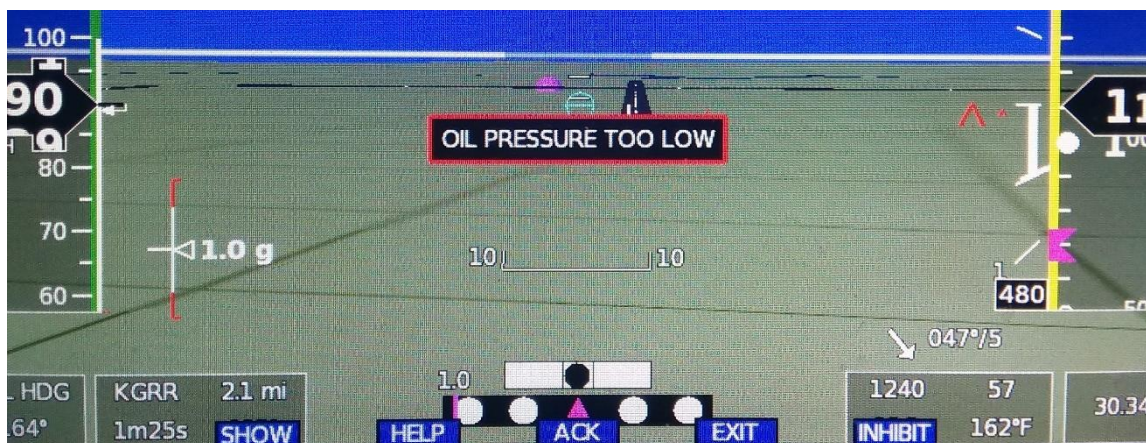 100
90
80
70
60
OIL PRESSURE TOO LOW
1.0 g
10 10
1
480
047°/5
HDG
64°
KGRR 2.1 mi
1m25s
SHOW
1.0
HELP
ACK
EXIT
1240 57
INHIBIT
162°F
30.34